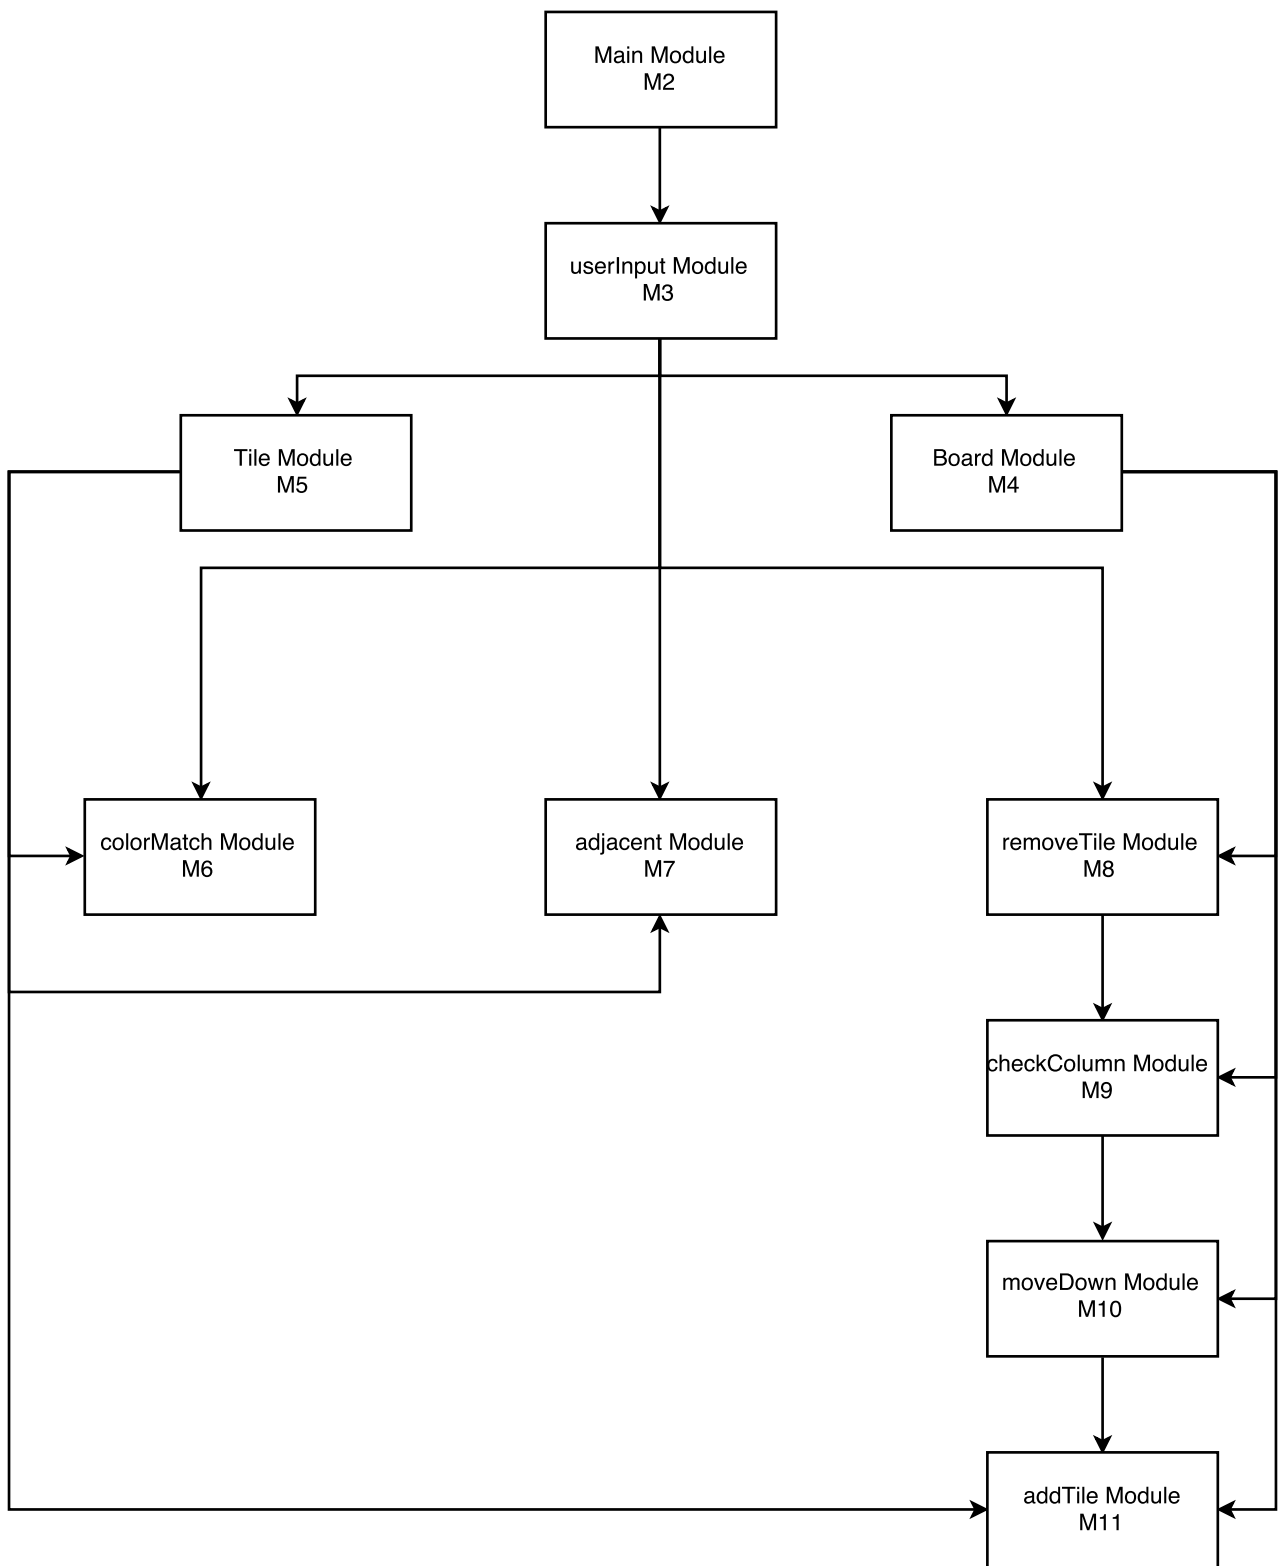 Main Module
M2
userInput Module
M3
Tile Module
M5
Board Module
M4
colorMatch Module
M6
adjacent Module
M7
removeTile Module
M8
checkColumn Module
M9
moveDown Module
M10
addTile Module
M11